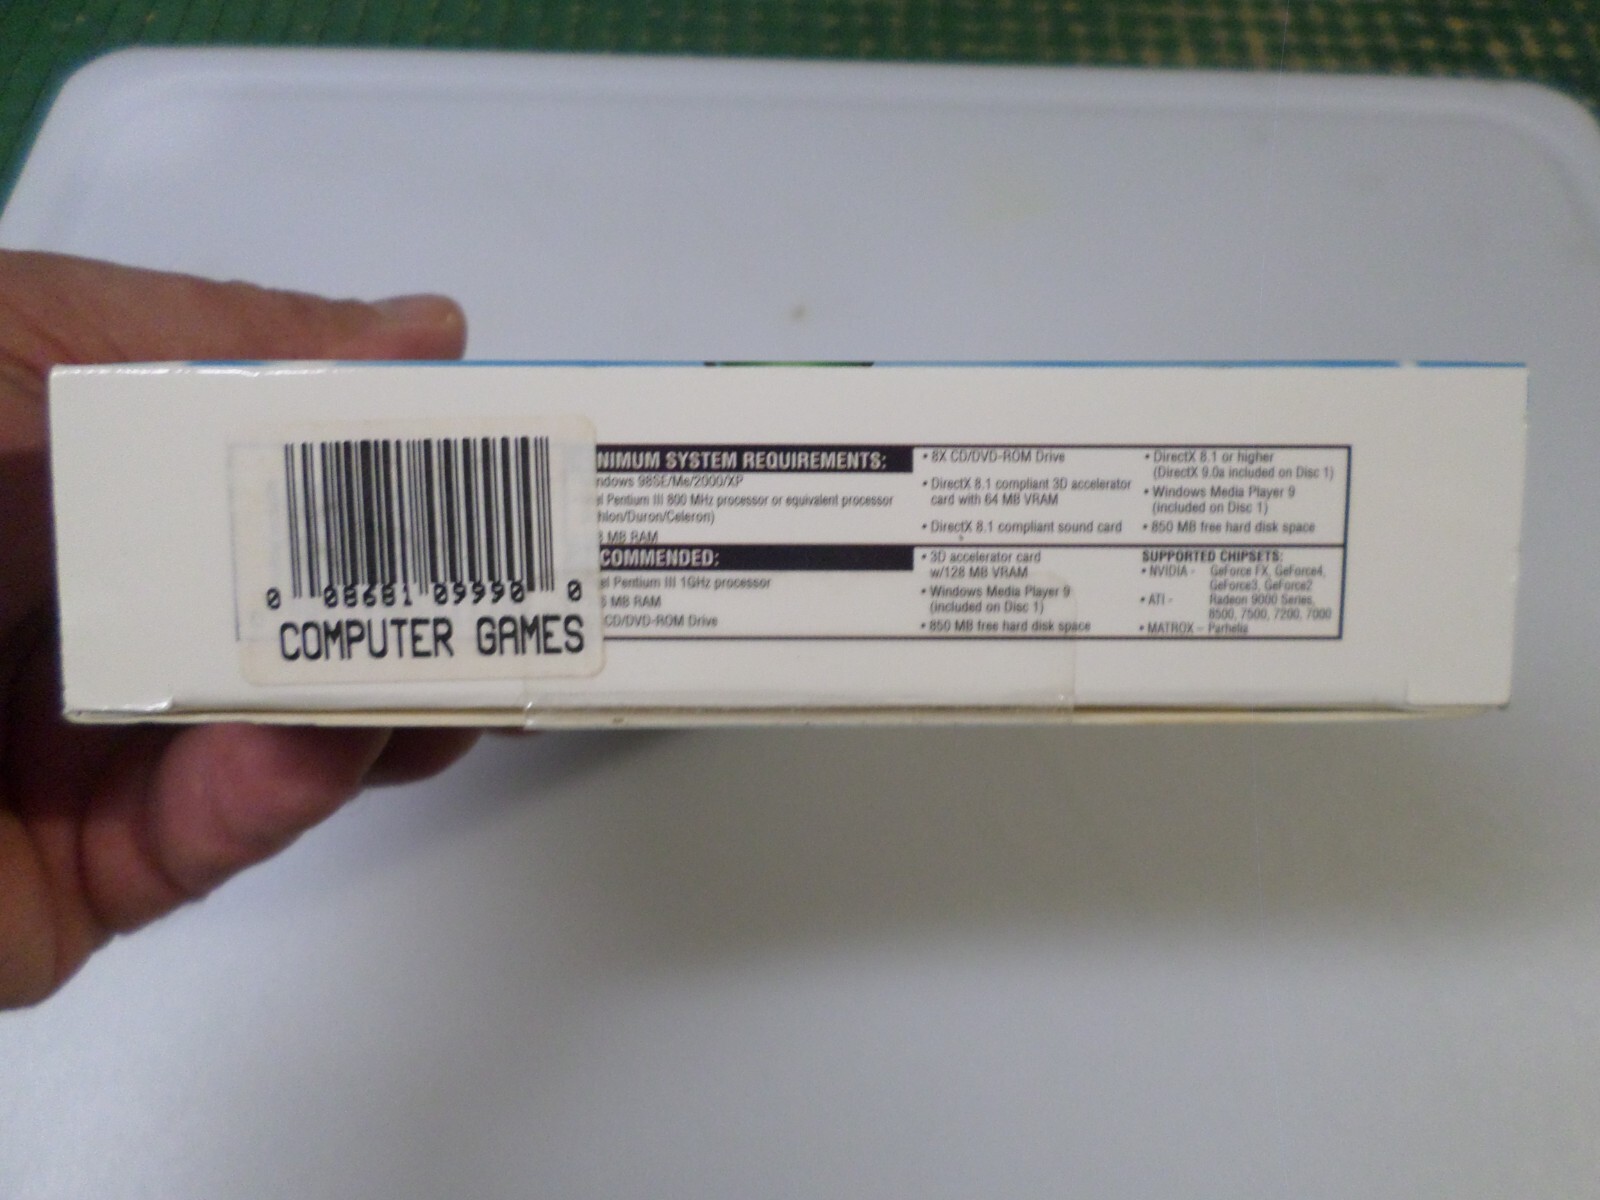 0 08681 09990 0
COMPUTER GAMES
NIMUM SYSTEM REQUIREMENTS:
ndows 98SE/Me/2000/XP
el Pentium III 800 MHz processor or equivalent processor
hlon/Duron/Celeron)
MB RAM
• 8X CD/DVD-ROM Drive
• DirectX 8.1 compliant 3D accelerator
card with 64 MB VRAM
• DirectX 8.1 compliant sound card
• DirectX 8.1 or higher
(DirectX 9.0a included on Disc 1)
• Windows Media Player 9
(included on Disc 1)
• 850 MB free hard disk space
COMMENDED:
el Pentium III 1GHz processor
MB RAM
CD/DVD-ROM Drive
• 3D accelerator card
w/128 MB VRAM
• Windows Media Player 9
(included on Disc 1)
• 850 MB free hard disk space
SUPPORTED CHIPSETS:
• NVIDIA - GeForce FX, GeForce4,
GeForce3, GeForce2
• ATI - Radeon 9000 Series,
8500, 7500, 7200, 7000
• MATROX - Parhelia